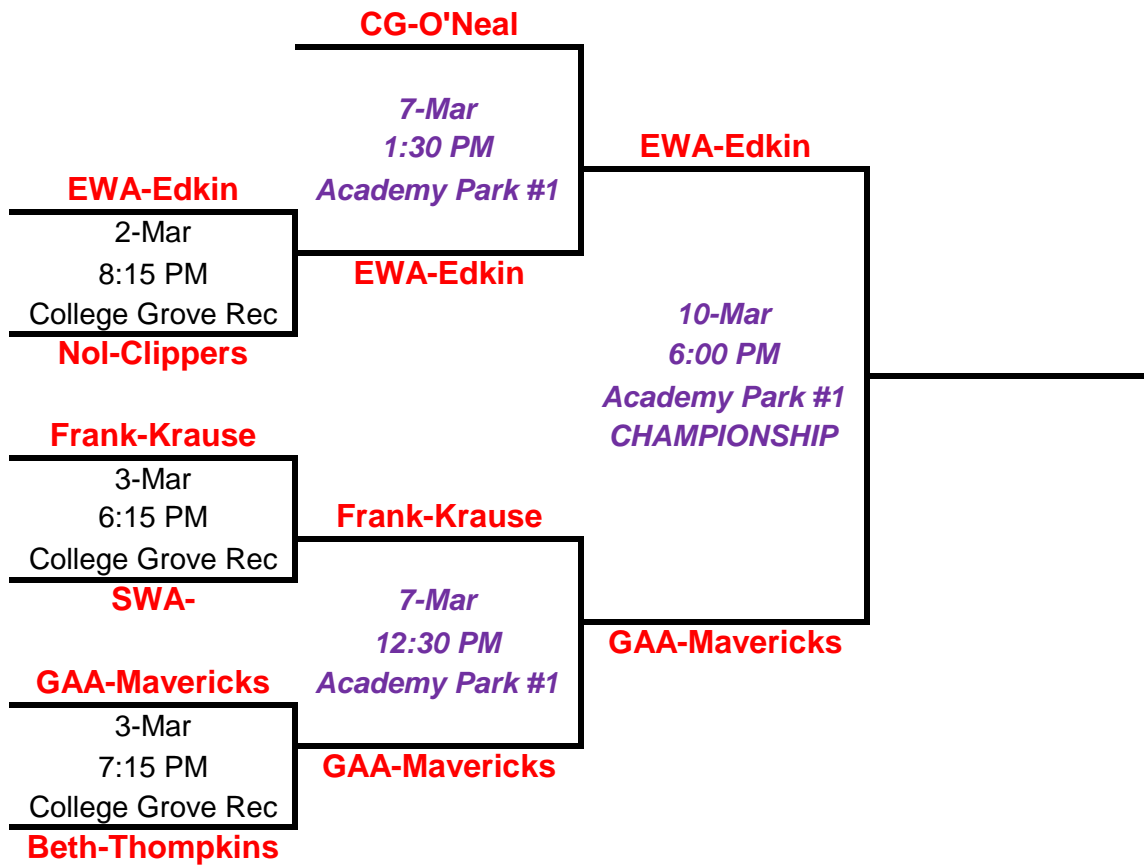 CG-O'Neal
7-Mar
1:30 PM
Academy Park #1
EWA-Edkin
EWA-Edkin
2-Mar
8:15 PM
College Grove Rec
Nol-Clippers
EWA-Edkin
10-Mar
6:00 PM
Academy Park #1
CHAMPIONSHIP
Frank-Krause
3-Mar
6:15 PM
College Grove Rec
SWA-
Frank-Krause
7-Mar
12:30 PM
Academy Park #1
GAA-Mavericks
GAA-Mavericks
3-Mar
7:15 PM
College Grove Rec
Beth-Thompkins
GAA-Mavericks